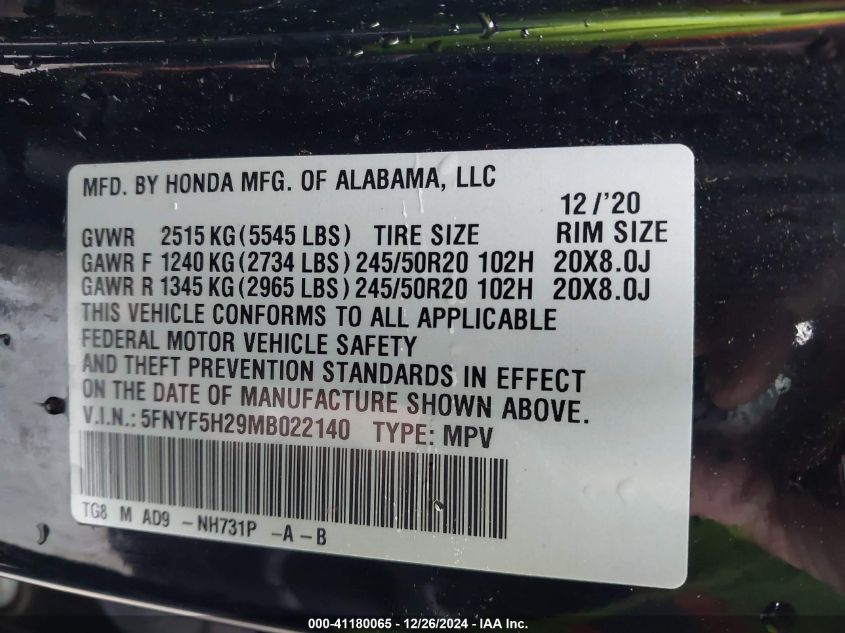 MFD. BY HONDA MFG. OF ALABAMA, LLC
12/'20
GVWR 2515 KG (5545 LBS) TIRE SIZE RIM SIZE
GAWR F 1240 KG (2734 LBS) 245/50R20 102H 20X8.0J
GAWR R 1345 KG (2965 LBS) 245/50R20 102H 20X8.0J
THIS VEHICLE CONFORMS TO ALL APPLICABLE
FEDERAL MOTOR VEHICLE SAFETY
AND THEFT PREVENTION STANDARDS IN EFFECT
ON THE DATE OF MANUFACTURE SHOWN ABOVE.
V.I.N.: 5FNYF5H29MB022140 TYPE: MPV
TG8 M AD9 -NH731P -A-B
000-41180065 - 12/26/2024 - IAA Inc.